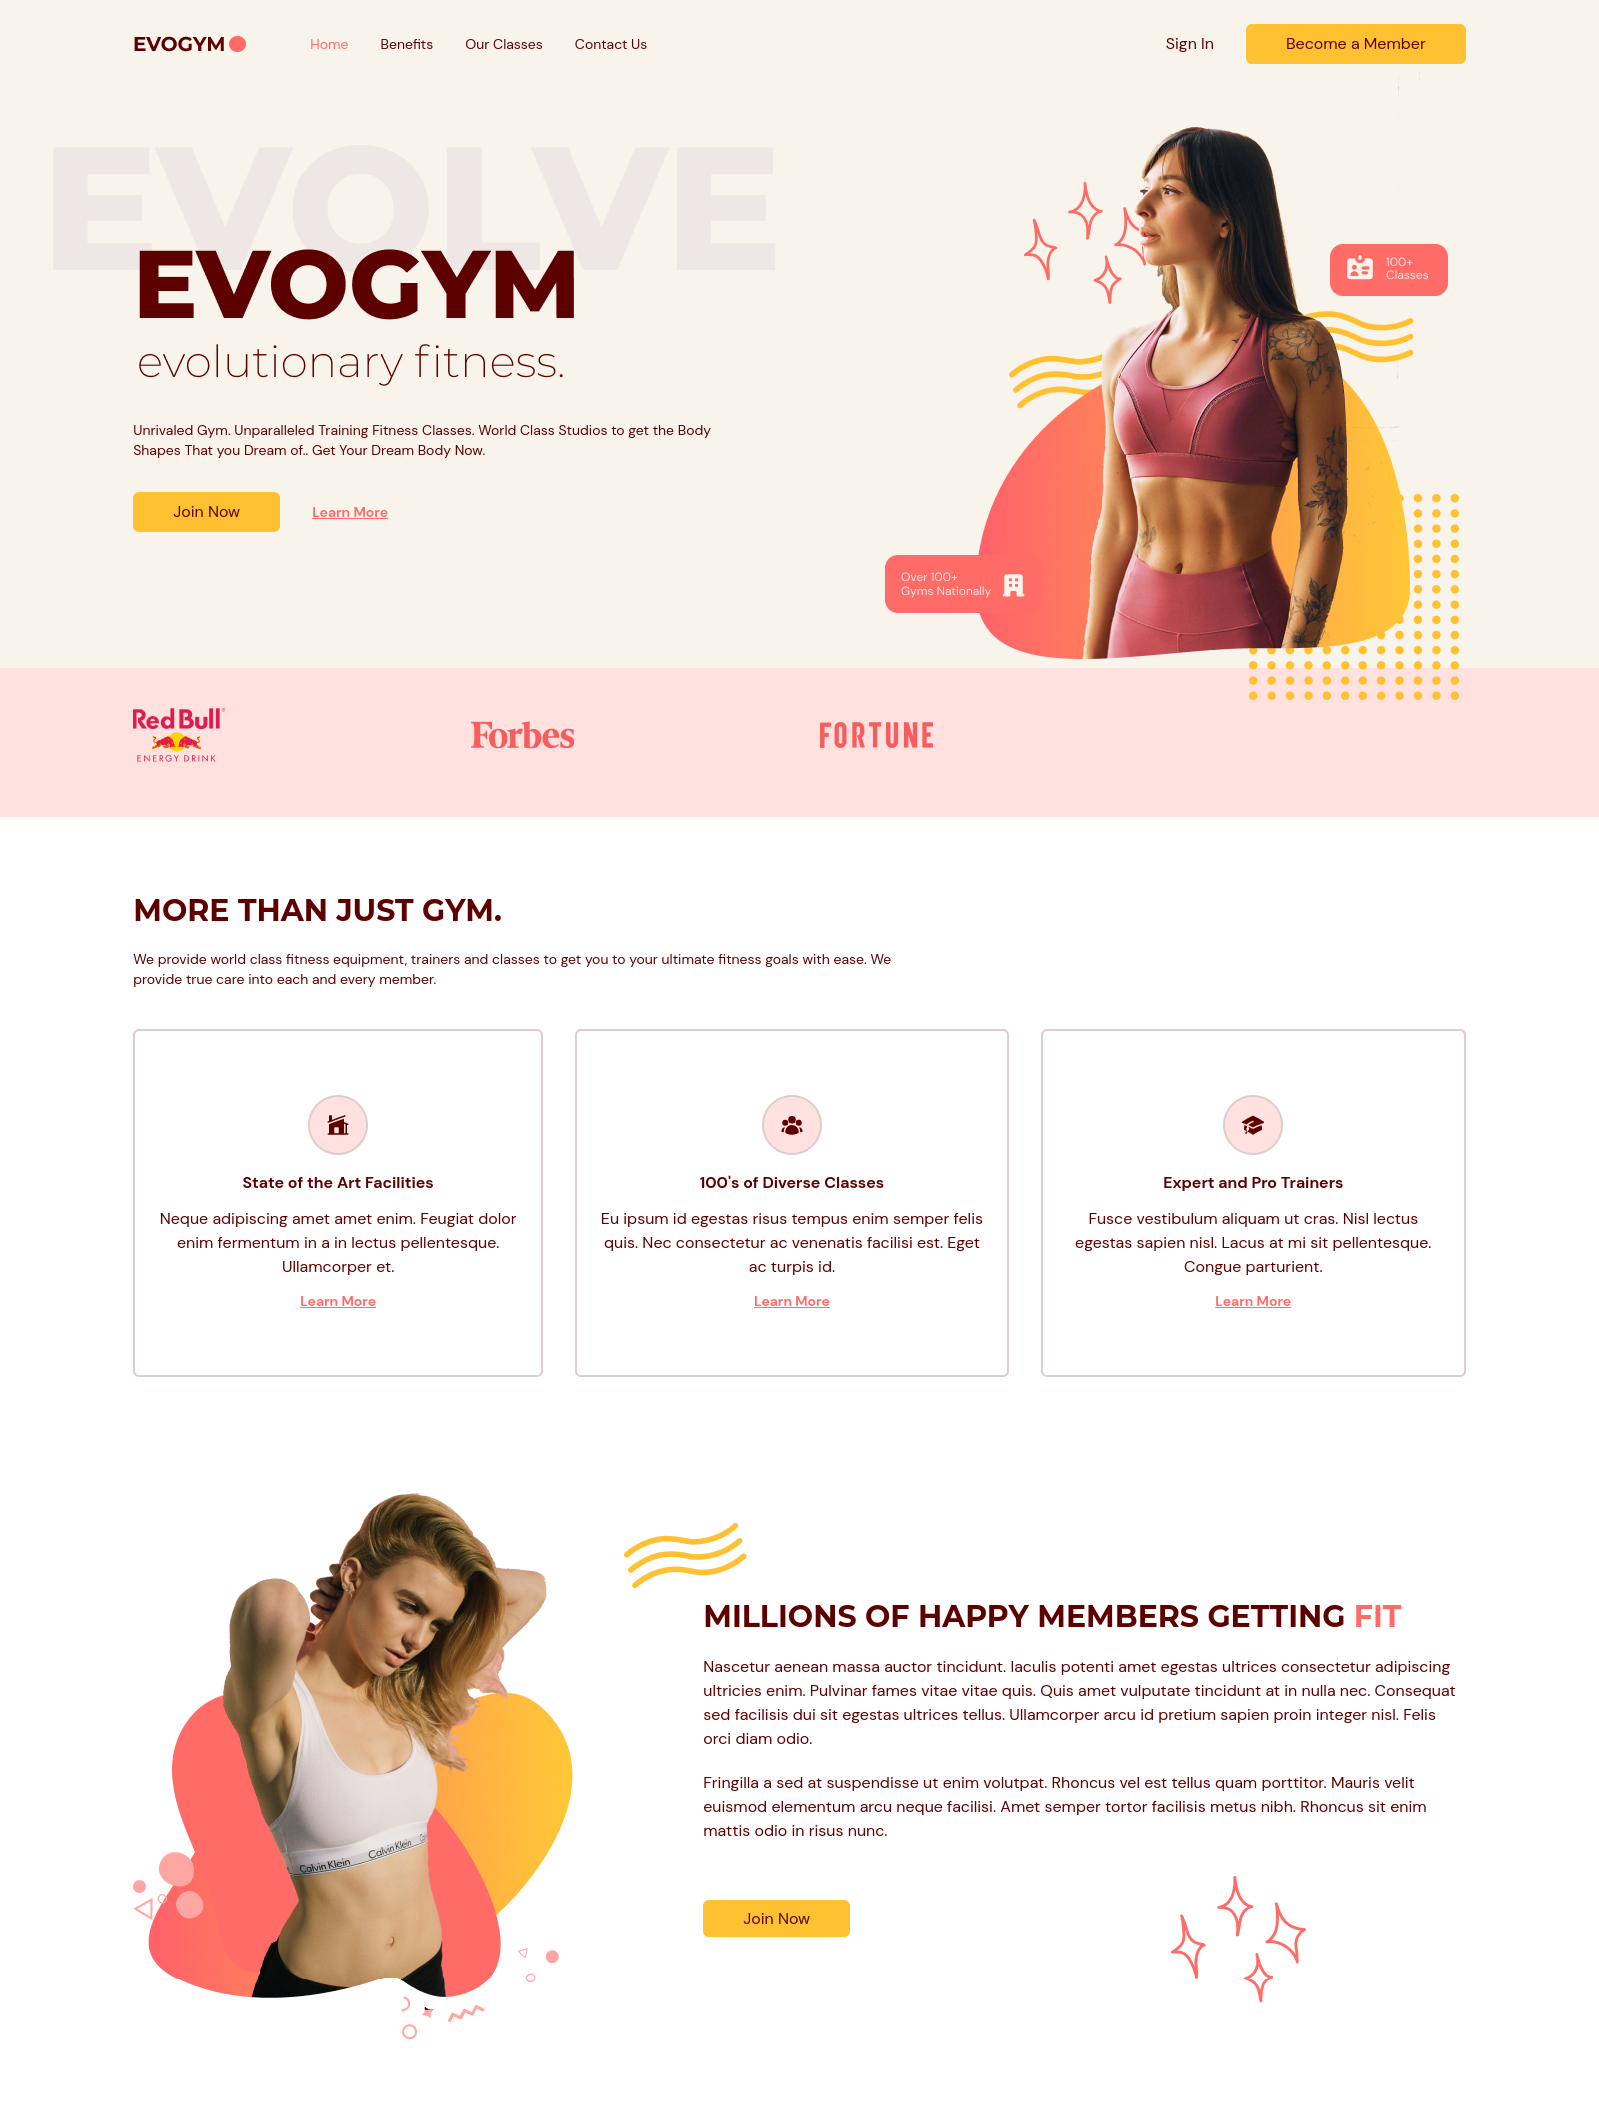 EVOGYM
Home
Benefits
Our Classes
Contact Us
Sign In
Become a Member
EVOLVE
EVOGYM
evolutionary fitness.
Unrivaled Gym. Unparalleled Training Fitness Classes. World Class Studios to get the Body
Shapes That you Dream of.. Get Your Dream Body Now.
Join Now
Learn More
100+
Classes
Over 100+
Gyms Nationally
Red Bull
ENERGY DRINK
Forbes
FORTUNE
MORE THAN JUST GYM.
We provide world class fitness equipment, trainers and classes to get you to your ultimate fitness goals with ease. We
provide true care into each and every member.
State of the Art Facilities
Neque adipiscing amet amet enim. Feugiat dolor
enim fermentum in a in lectus pellentesque.
Ullamcorper et.
Learn More
100's of Diverse Classes
Eu ipsum id egestas risus tempus enim semper felis
quis. Nec consectetur ac venenatis facilisi est. Eget
ac turpis id.
Learn More
Expert and Pro Trainers
Fusce vestibulum aliquam ut cras. Nisl lectus
egestas sapien nisl. Lacus at mi sit pellentesque.
Congue parturient.
Learn More
MILLIONS OF HAPPY MEMBERS GETTING FIT
Nascetur aenean massa auctor tincidunt. Iaculis potenti amet egestas ultrices consectetur adipiscing
ultricies enim. Pulvinar fames vitae vitae quis. Quis amet vulputate tincidunt at in nulla nec. Consequat
sed facilisis dui sit egestas ultrices tellus. Ullamcorper arcu id pretium sapien proin integer nisl. Felis
orci diam odio.
Fringilla a sed at suspendisse ut enim volutpat. Rhoncus vel est tellus quam porttitor. Mauris velit
euismod elementum arcu neque facilisi. Amet semper tortor facilisis metus nibh. Rhoncus sit enim
mattis odio in risus nunc.
Join Now
Calvin Klein Calvin Klein